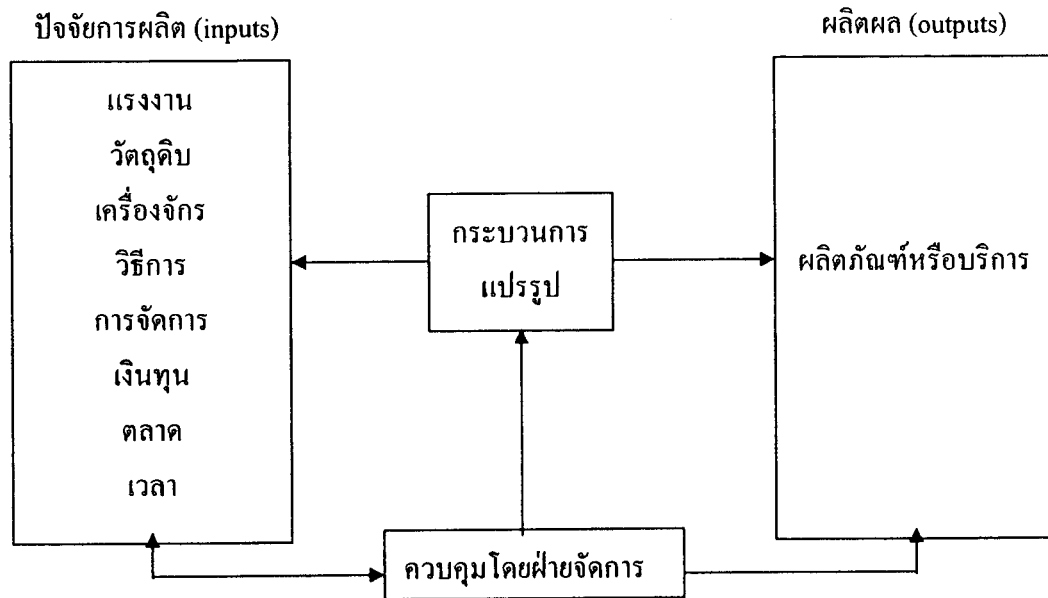 ปัจจัยการผลิต (inputs)
แรงงาน
วัตถุดิบ
เครื่องจักร
วิธีการ
การจัดการ
เงินทุน
ตลาด
เวลา
กระบวนการ
แปรรูป
ผลิตผล (outputs)
ผลิตภัณฑ์หรือบริการ
ควบคุมโดยฝ่ายจัดการ